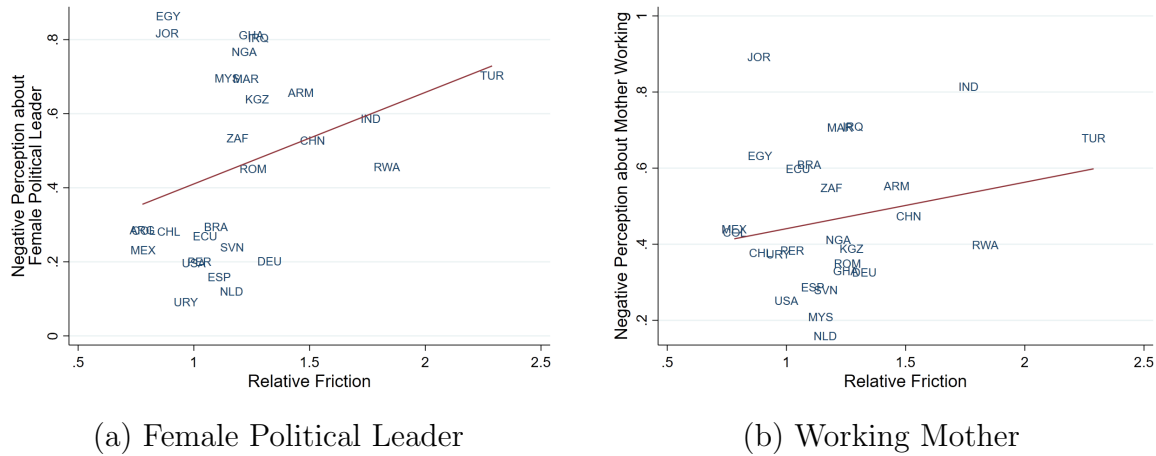 Negative Perception about
Female Political Leader
0 .2 .4 .6 .8
EGY
JOR
GHA
IRQ
NGA
MYS
MAR
KGZ
ARM
TUR
IND
ZAF
CHN
ROM
RWA
ARG
COL
CHL
BRA
ECU
MEX
SVN
USA
PER
DEU
ESP
NLD
URY
.5 1 1.5 2 2.5
Relative Friction
(a) Female Political Leader
Negative Perception about Mother Working
.2 .4 .6 .8 1
JOR
IND
MAR
IRQ
TUR
EGY
BRA
ECU
ZAF
ARM
CHN
MEX
COL
NGA
RWA
CHL
URY
PER
KGZ
ROM
GHA
DEU
ESP
SVN
USA
MYS
NLD
.5 1 1.5 2 2.5
Relative Friction
(b) Working Mother